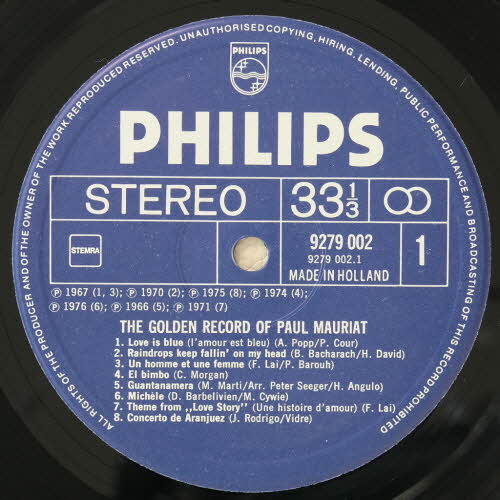 ALL RIGHTS OF THE PRODUCER AND OF THE OWNER OF THE WORK REPRODUCED RESERVED. UNAUTHORISED COPYING, HIRING, LENDING, PUBLIC PERFORMANCE AND BROADCASTING OF THIS RECORD PROHIBITED
PHILIPS
PHILIPS
STEREO 33 1/3
STEMRA
9279 002
9279 002.1
MADE IN HOLLAND
1
Ⓟ 1967 (1, 3); Ⓟ 1970 (2); Ⓟ 1975 (8); Ⓟ 1974 (4);
Ⓟ 1976 (6); Ⓟ 1966 (5); Ⓟ 1971 (7)
THE GOLDEN RECORD OF PAUL MAURIAT
1. Love is blue (l'amour est bleu) (A. Popp/P. Cour)
2. Raindrops keep fallin' on my head (B. Bacharach/H. David)
3. Un homme et une femme (F. Lai/P. Barouh)
4. El bimbo (C. Morgan)
5. Guantanamera (M. Marti/Arr. Peter Seeger/H. Angulo)
6. Michèle (D. Barbelivien/M. Cywie)
7. Theme from ,,Love Story" (Une histoire d'amour) (F. Lai)
8. Concerto de Aranjuez (J. Rodrigo/Vidre)